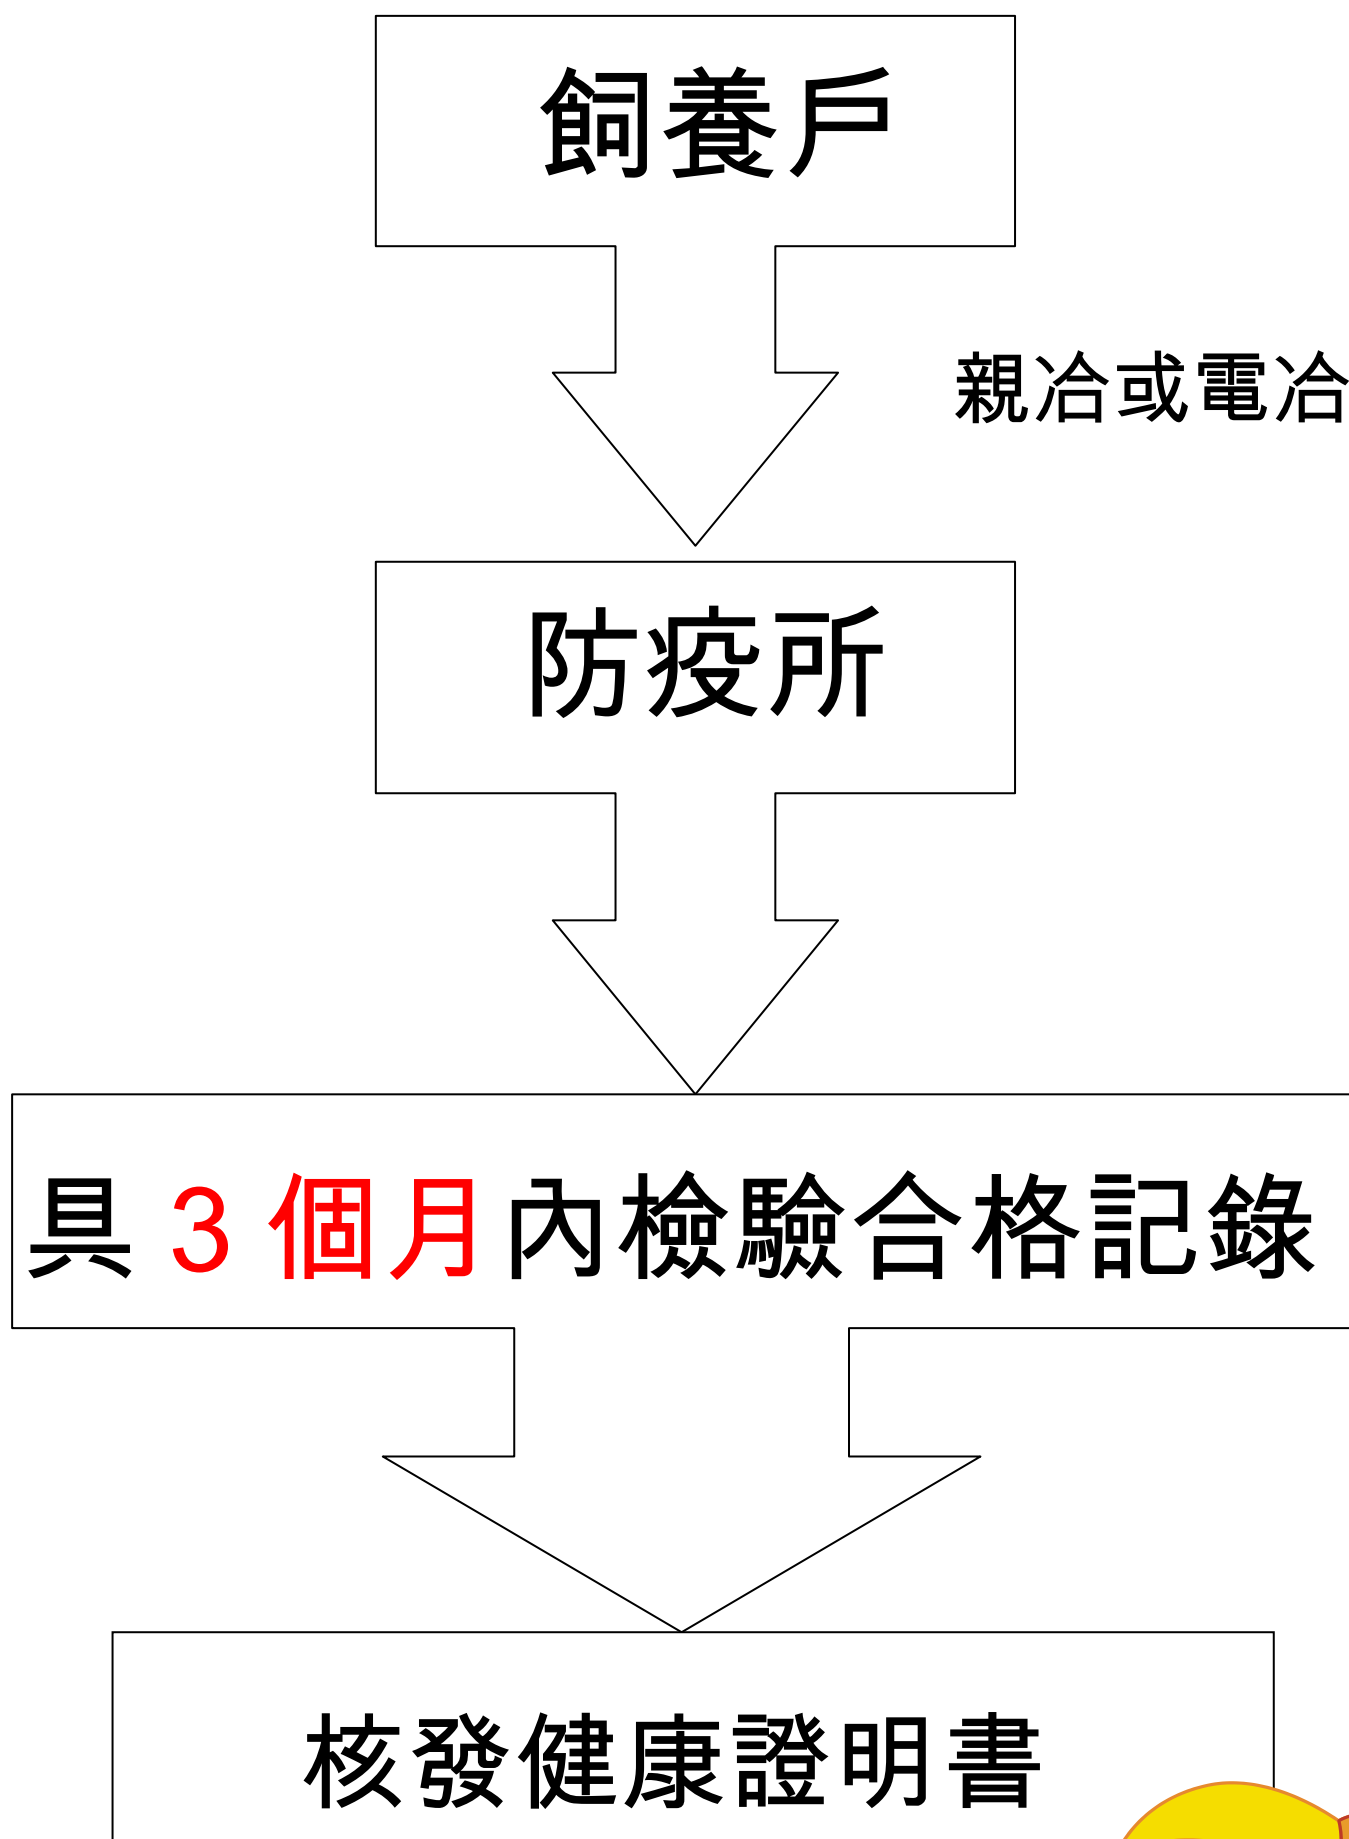 飼養戶
親洽或電洽
防疫所
具 3 個月內檢驗合格記錄
核發健康證明書